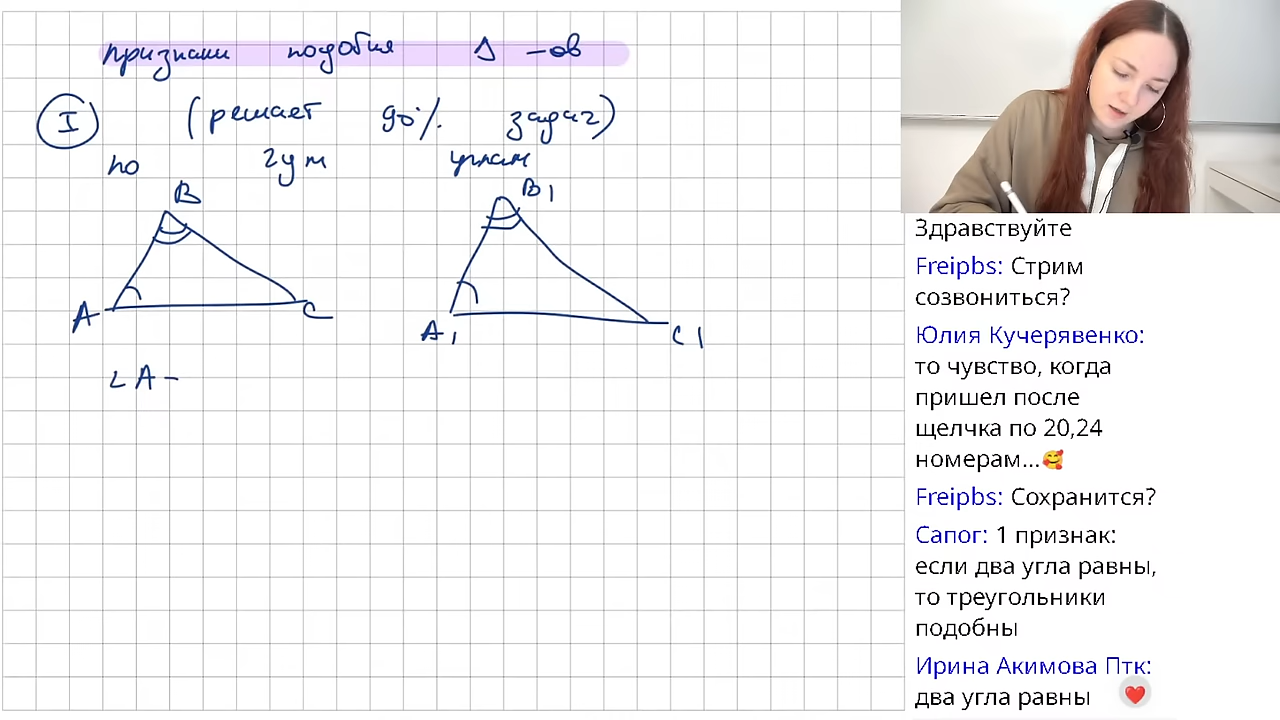 признаки подобия Δ-ов
I (решает 90% задач)
по 2ум углам
B
B1
A
C
A1
C1
∠A =
Здравствуйте
Freipbs: Стрим
созвониться?
Юлия Кучерявенко:
то чувство, когда
пришел после
щелчка по 20,24
номерам...🥰
Freipbs: Сохранится?
Сапог: 1 признак:
если два угла равны,
то треугольники
подобны
Ирина Акимова Птк:
два угла равны ❤️